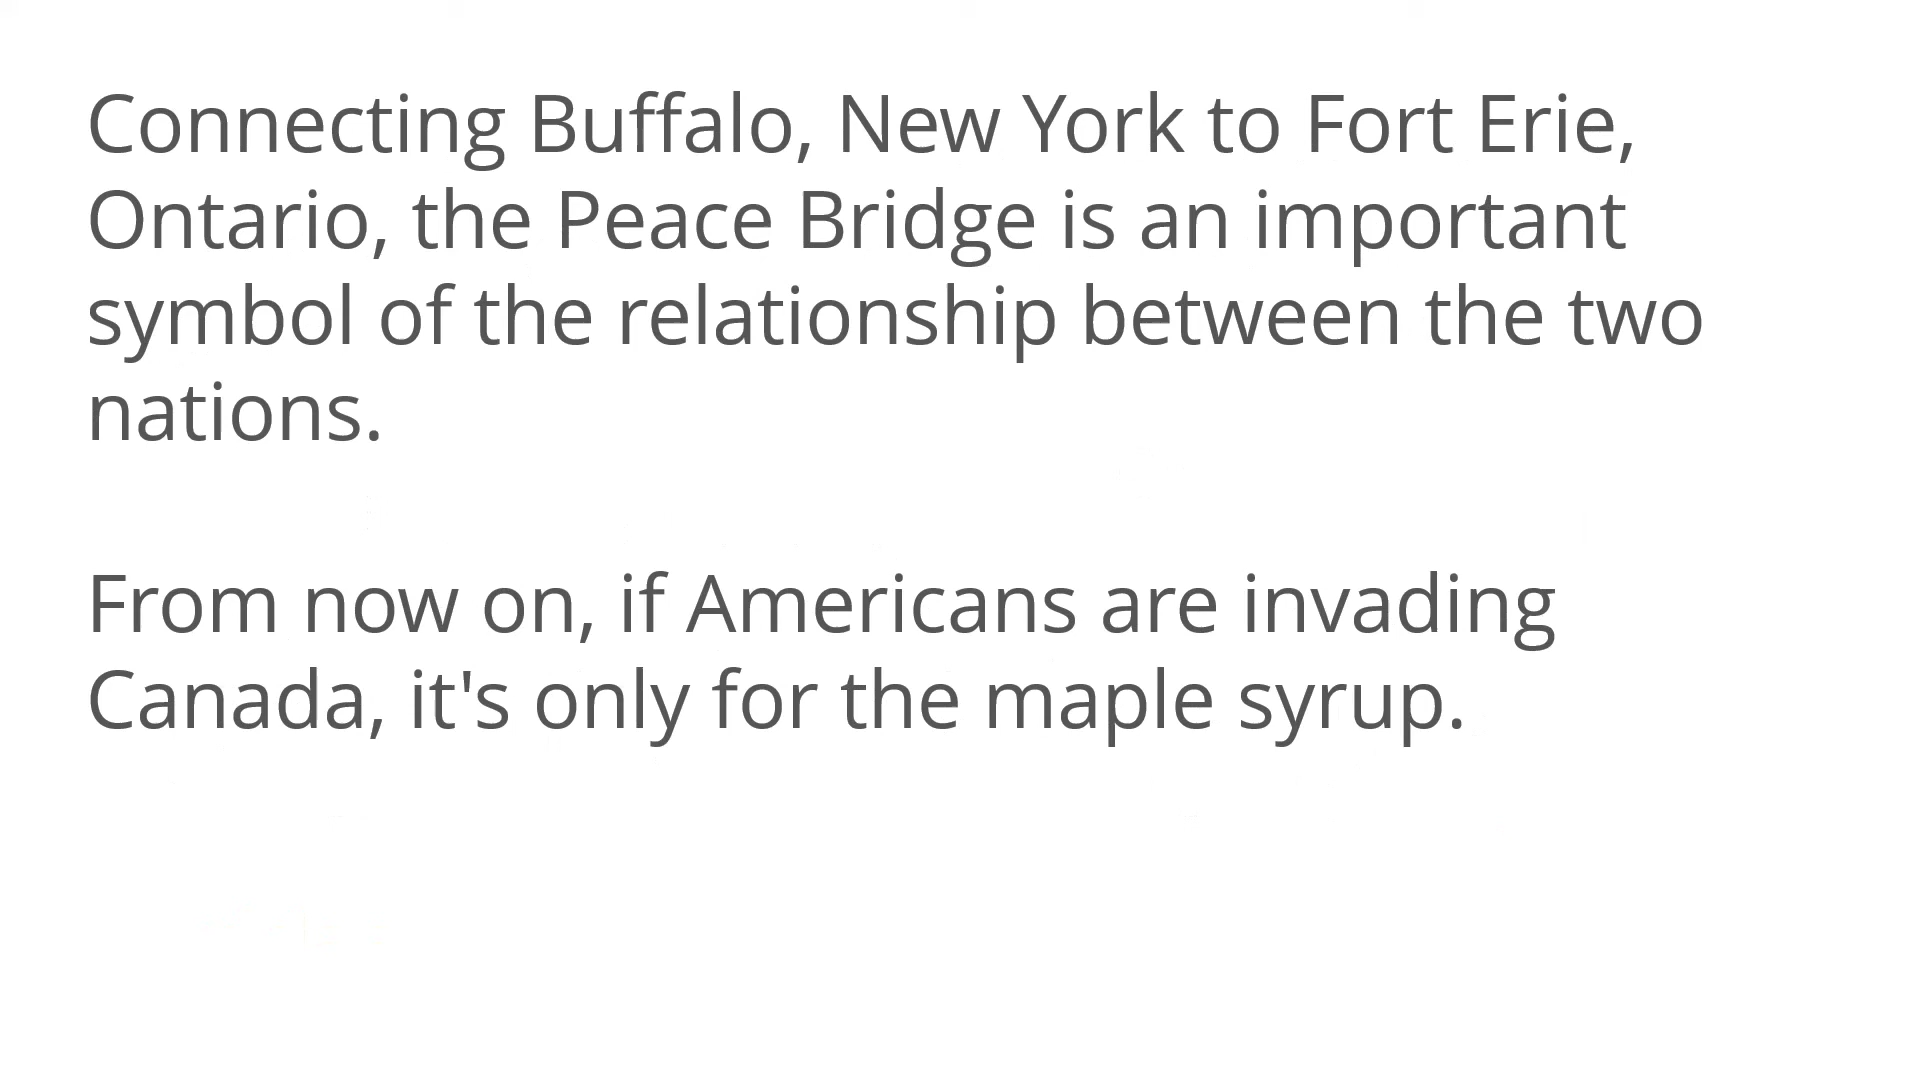 Connecting Buffalo, New York to Fort Erie,
Ontario, the Peace Bridge is an important
symbol of the relationship between the two
nations.
From now on, if Americans are invading
Canada, it's only for the maple syrup.